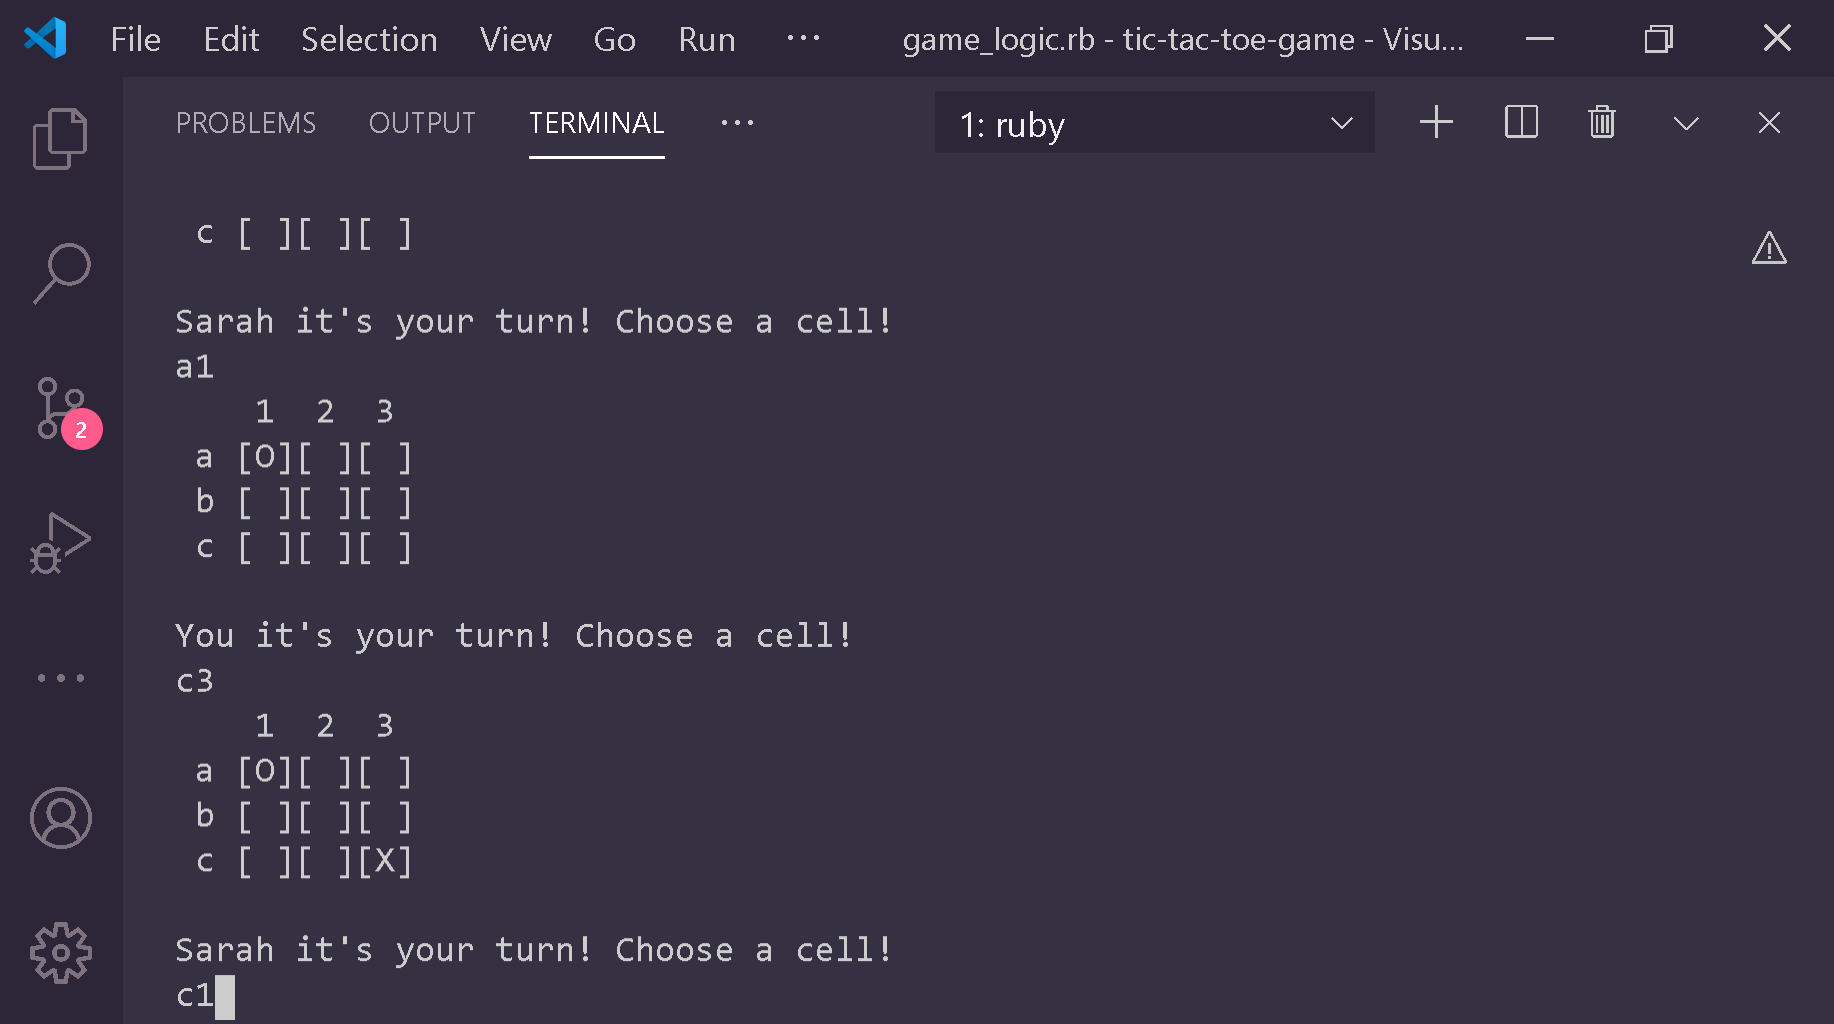 File Edit Selection View Go Run ··· game_logic.rb - tic-tac-toe-game - Visu...
PROBLEMS OUTPUT TERMINAL ··· 1: ruby
c [ ][ ][ ]
Sarah it's your turn! Choose a cell!
a1
1 2 3
a [O][ ][ ]
b [ ][ ][ ]
c [ ][ ][ ]
You it's your turn! Choose a cell!
c3
1 2 3
a [O][ ][ ]
b [ ][ ][ ]
c [ ][ ][X]
Sarah it's your turn! Choose a cell!
c1
2